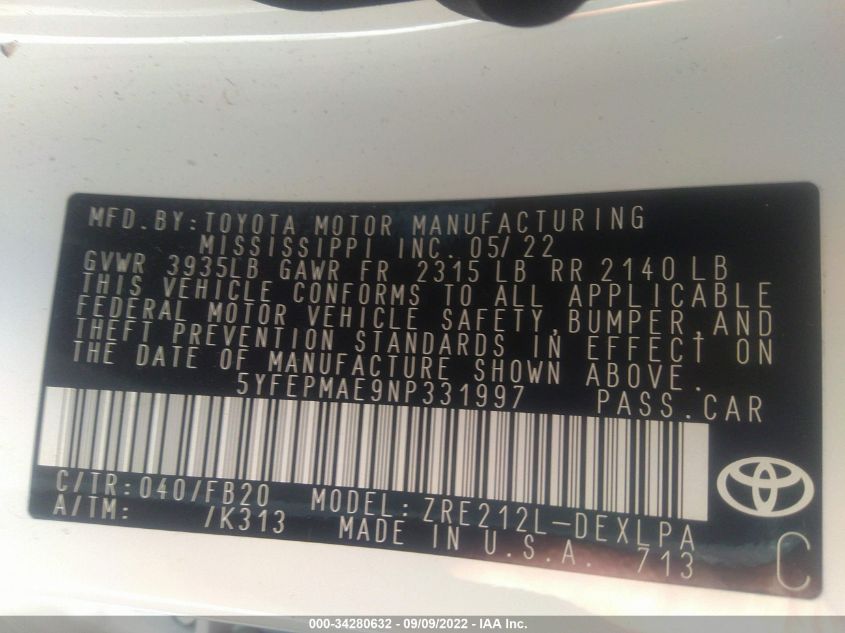 MFD.BY:TOYOTA MOTOR MANUFACTURING
MISSISSIPPI INC. 05/22
GVWR 3935LB GAWR FR 2315LB RR 2140LB
THIS VEHICLE CONFORMS TO ALL APPLICABLE
FEDERAL MOTOR VEHICLE SAFETY, BUMPER, AND
THEFT PREVENTION STANDARDS IN EFFECT ON
THE DATE OF MANUFACTURE SHOWN ABOVE.
5YFEPMAE9NP331997 PASS.CAR
C/TR:040/FB20 MODEL:ZRE212L-DEXLPA
A/TM: /K313 MADE IN U.S.A. 713 C
000-34280632 - 09/09/2022 - IAA Inc.